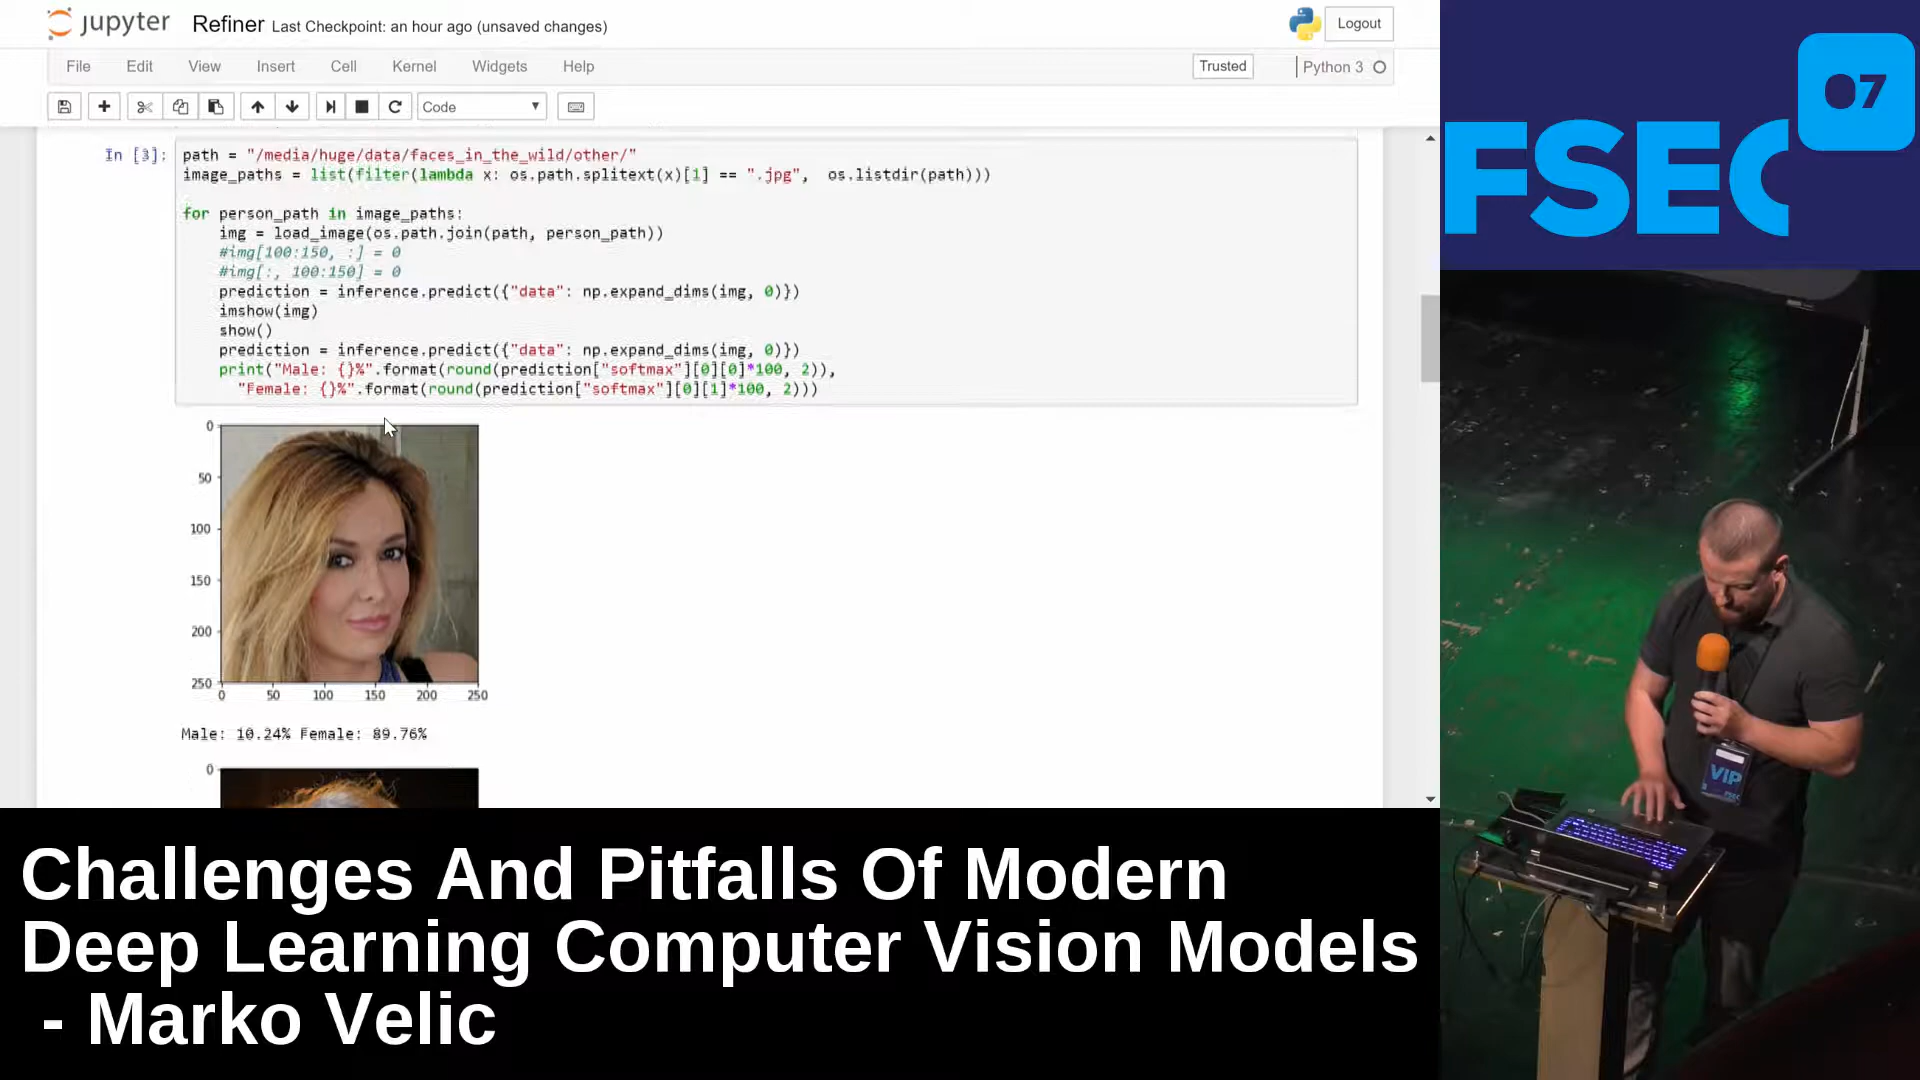 jupyter Refiner Last Checkpoint: an hour ago (unsaved changes) Logout
File Edit View Insert Cell Kernel Widgets Help Trusted Python 3
Code
In [3]: path = "/media/huge/data/faces_in_the_wild/other/"
image_paths = list(filter(lambda x: os.path.splitext(x)[1] == ".jpg", os.listdir(path)))
for person_path in image_paths:
img = load_image(os.path.join(path, person_path))
#img[100:150, :] = 0
#img[:, 100:150] = 0
prediction = inference.predict({"data": np.expand_dims(img, 0)})
imshow(img)
show()
prediction = inference.predict({"data": np.expand_dims(img, 0)})
print("Male: {}%".format(round(prediction["softmax"][0][0]*100, 2)),
"Female: {}%".format(round(prediction["softmax"][0][1]*100, 2)))
0
50
100
150
200
250
0 50 100 150 200 250
Male: 10.24% Female: 89.76%
0
FSEC 07
VIP
FSEC
Challenges And Pitfalls Of Modern
Deep Learning Computer Vision Models
- Marko Velic